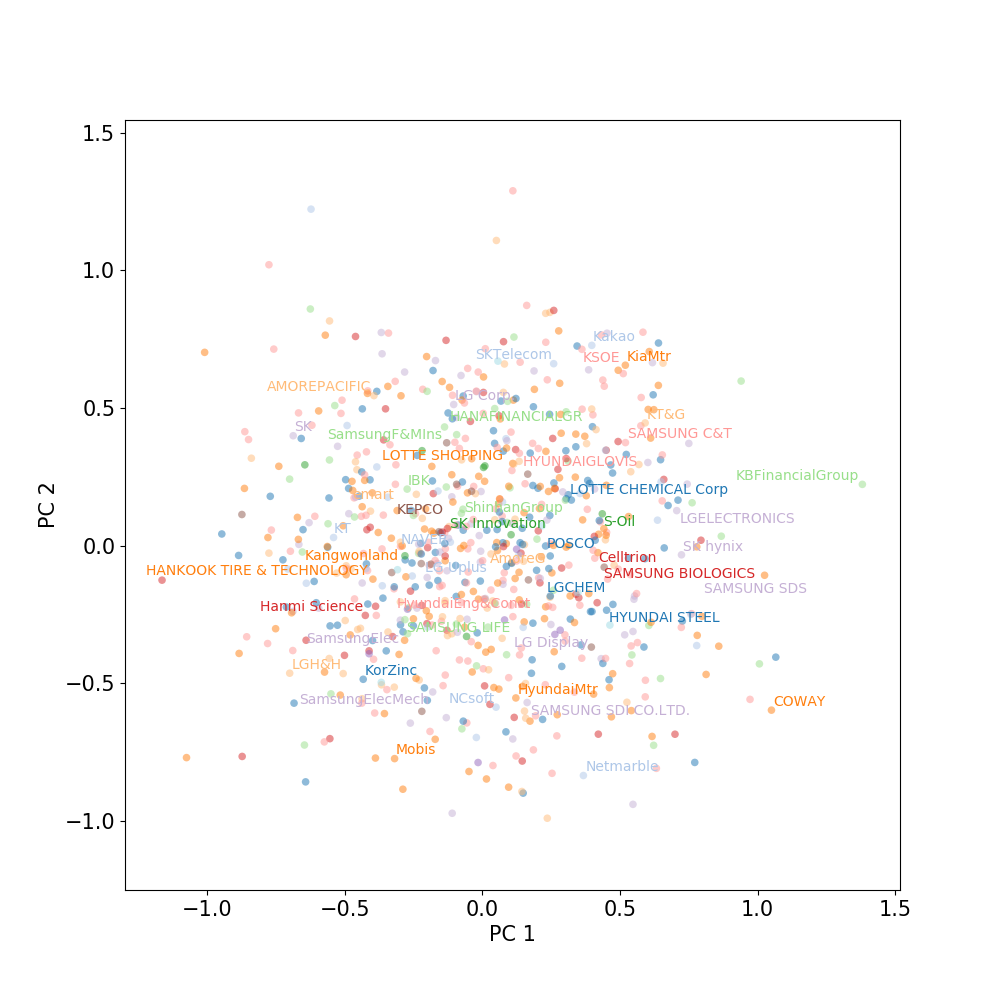 1.5
1.0
0.5
0.0
−0.5
−1.0
PC 2
Kakao
SKTelecom
KSOE
KiaMtr
AMOREPACIFIC
LG Corp.
HANAFINANCIALGR
KT&G
SK
SamsungF&MIns
SAMSUNG C&T
LOTTE SHOPPING
HYUNDAIGLOVIS
KBFinancialGroup
IBK
LOTTE CHEMICAL Corp
KEPCO
ShinhanGroup
SK Innovation
S-Oil
LGELECTRONICS
KT
NAVER
POSCO
SK hynix
Kangwonland
AmoreG
Celltrion
HANKOOK TIRE & TECHNOLOGY
LG Uplus
SAMSUNG BIOLOGICS
LGCHEM
SAMSUNG SDS
Hanmi Science
HyundaiEng&Const
HYUNDAI STEEL
SAMSUNG LIFE
SamsungElec
LG Display
LGH&H
KorZinc
HyundaiMtr
SamsungElecMech
NCsoft
COWAY
SAMSUNG SDI CO.LTD.
Mobis
Netmarble
−1.0
−0.5
0.0
0.5
1.0
1.5
PC 1